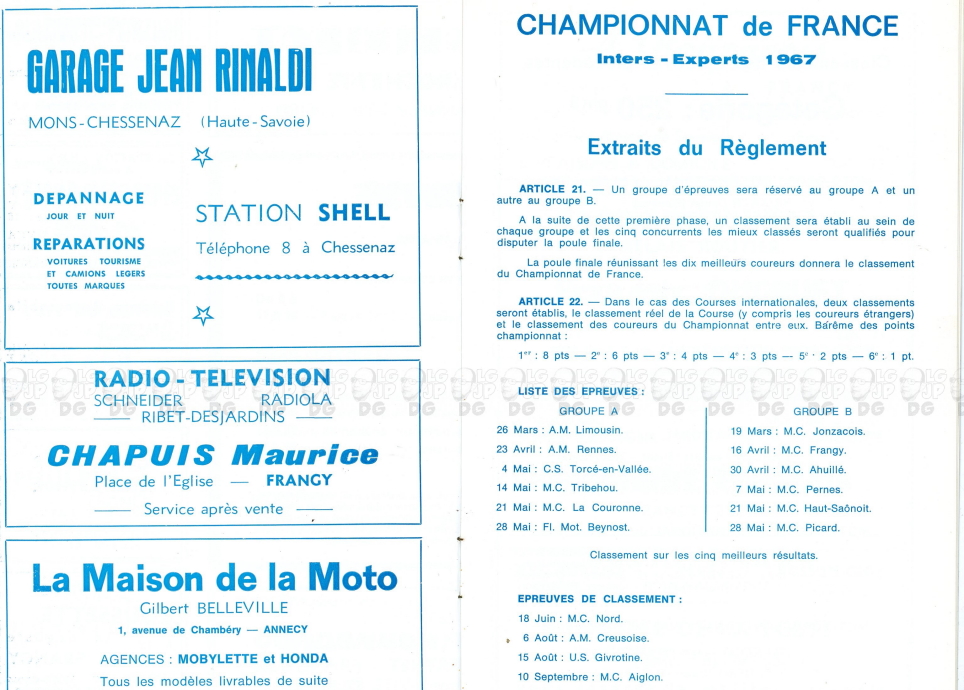 GARAGE JEAN RINALDI
MONS-CHESSENAZ (Haute-Savoie)
DEPANNAGE
JOUR ET NUIT
REPARATIONS
VOITURES TOURISME
ET CAMIONS LEGERS
TOUTES MARQUES
STATION SHELL
Téléphone 8 à Chessenaz
RADIO - TELEVISION
SCHNEIDER RADIOLA
RIBET-DESJARDINS
CHAPUIS Maurice
Place de l'Eglise — FRANGY
Service après vente
La Maison de la Moto
Gilbert BELLEVILLE
1, avenue de Chambéry — ANNECY
AGENCES : MOBYLETTE et HONDA
Tous les modèles livrables de suite
CHAMPIONNAT de FRANCE
Inters - Experts 1967
Extraits du Règlement
ARTICLE 21. — Un groupe d'épreuves sera réservé au groupe A et un
autre au groupe B.
A la suite de cette première phase, un classement sera établi au sein de
chaque groupe et les cinq concurrents les mieux classés seront qualifiés pour
disputer la poule finale.
La poule finale réunissant les dix meilleurs coureurs donnera le classement
du Championnat de France.
ARTICLE 22. — Dans le cas des Courses internationales, deux classements
seront établis, le classement réel de la Course (y compris les coureurs étrangers)
et le classement des coureurs du Championnat entre eux. Barême des points
championnat :
1er : 8 pts — 2e : 6 pts — 3e : 4 pts — 4e : 3 pts — 5e : 2 pts — 6e : 1 pt.
LISTE DES EPREUVES :
GROUPE A
26 Mars : A.M. Limousin.
23 Avril : A.M. Rennes.
4 Mai : C.S. Torcé-en-Vallée.
14 Mai : M.C. Tribehou.
21 Mai : M.C. La Couronne.
28 Mai : Fl. Mot. Beynost.
GROUPE B
19 Mars : M.C. Jonzacois.
16 Avril : M.C. Frangy.
30 Avril : M.C. Ahuillé.
7 Mai : M.C. Pernes.
21 Mai : M.C. Haut-Saônoit.
28 Mai : M.C. Picard.
Classement sur les cinq meilleurs résultats.
EPREUVES DE CLASSEMENT :
18 Juin : M.C. Nord.
6 Août : A.M. Creusoise.
15 Août : U.S. Givrotine.
10 Septembre : M.C. Aiglon.